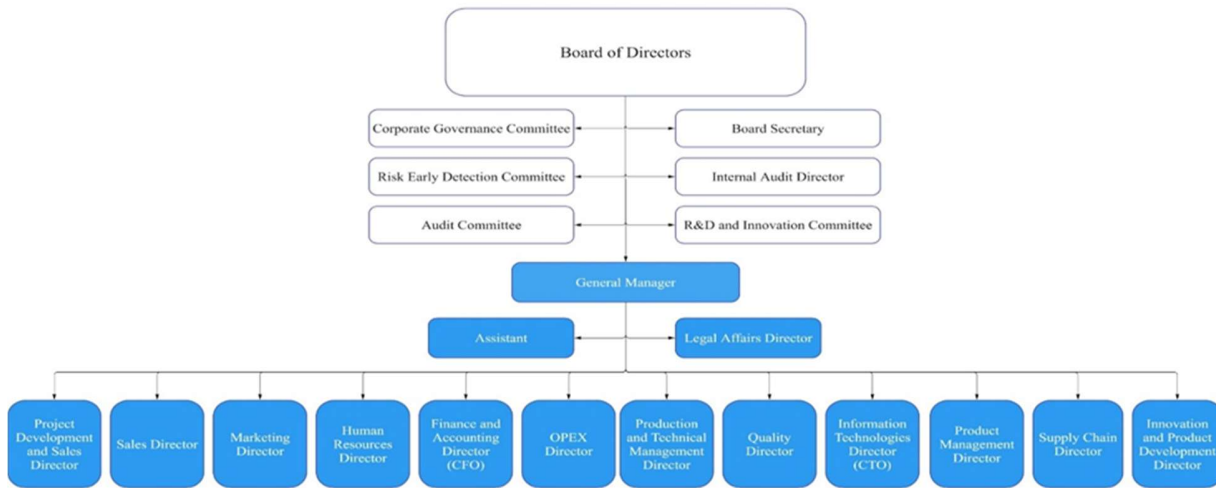 Board of Directors
Corporate Governance Committee
Board Secretary
Risk Early Detection Committee
Internal Audit Director
Audit Committee
R&D and Innovation Committee
General Manager
Assistant
Legal Affairs Director
Project
Development
and Sales
Director
Sales Director
Marketing
Director
Human
Resources
Director
Finance and
Accounting
Director
(CFO)
OPEX
Director
Production
and Technical
Management
Director
Quality
Director
Information
Technologies
Director
(CTO)
Product
Management
Director
Supply Chain
Director
Innovation
and Product
Development
Director